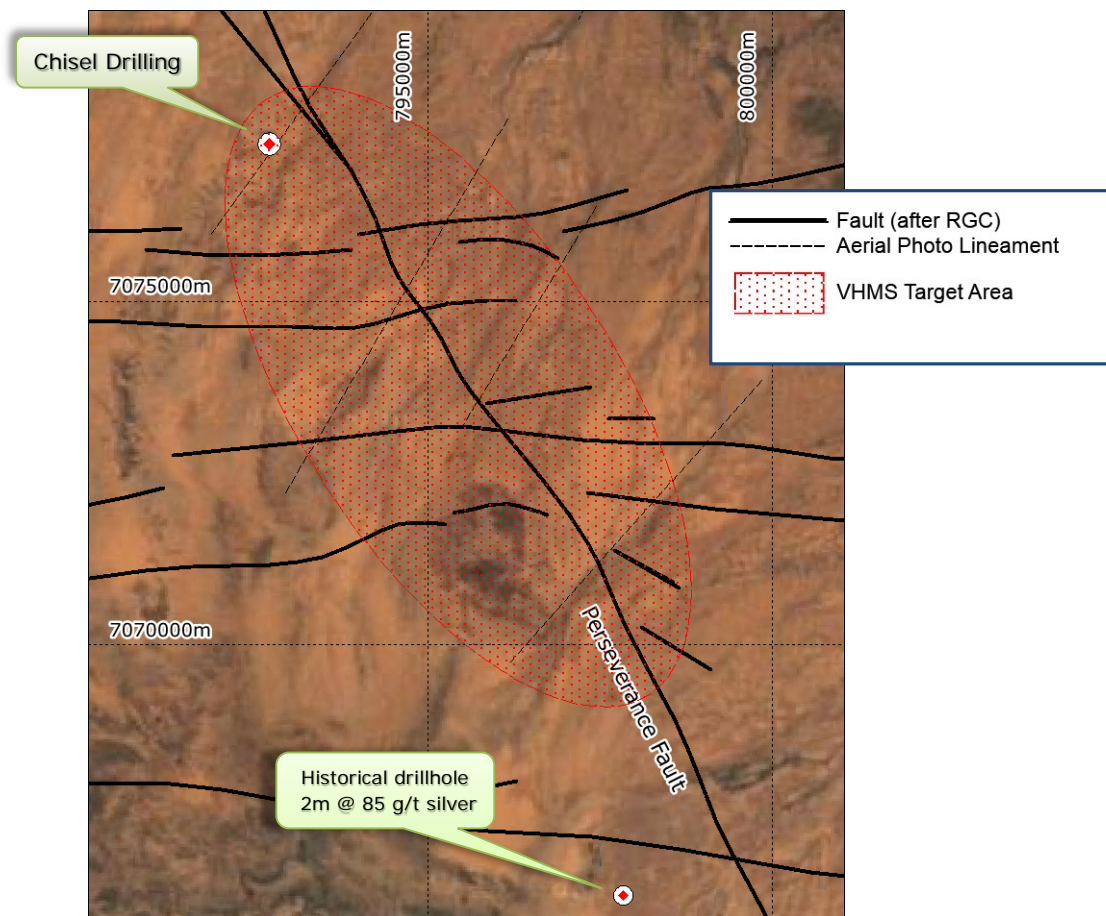 Chisel Drilling
795000m
800000m
Fault (after RGC)
Aerial Photo Lineament
VHMS Target Area
7075000m
7070000m
Perseverance Fault
Historical drillhole
2m @ 85 g/t silver